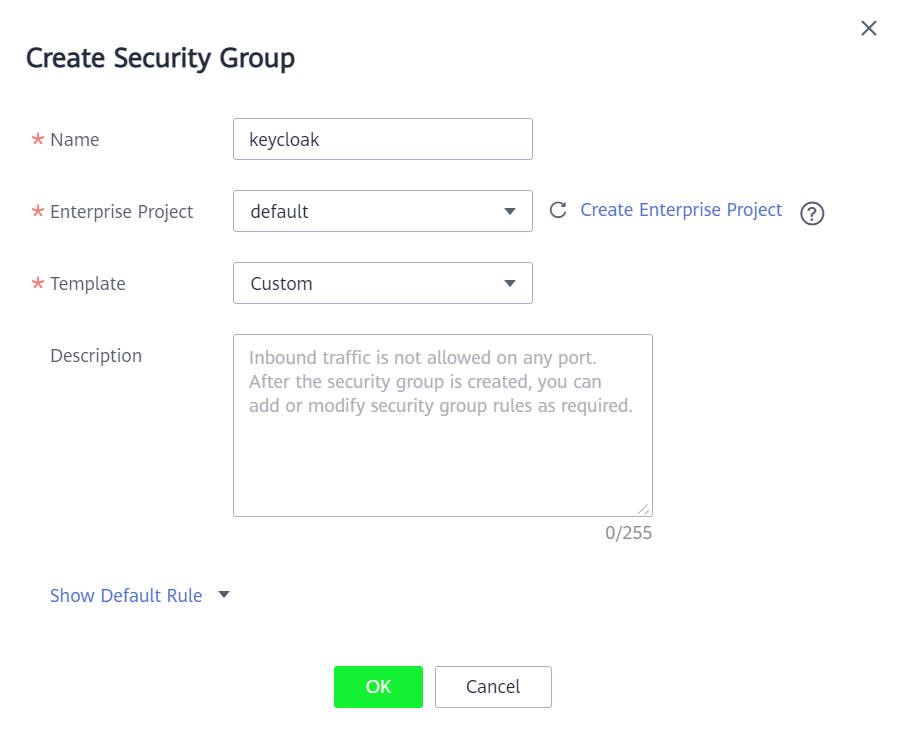 Create Security Group
* Name
keycloak
* Enterprise Project
default
Create Enterprise Project
?
* Template
Custom
Description
Inbound traffic is not allowed on any port.
After the security group is created, you can
add or modify security group rules as required.
0/255
Show Default Rule
OK
Cancel